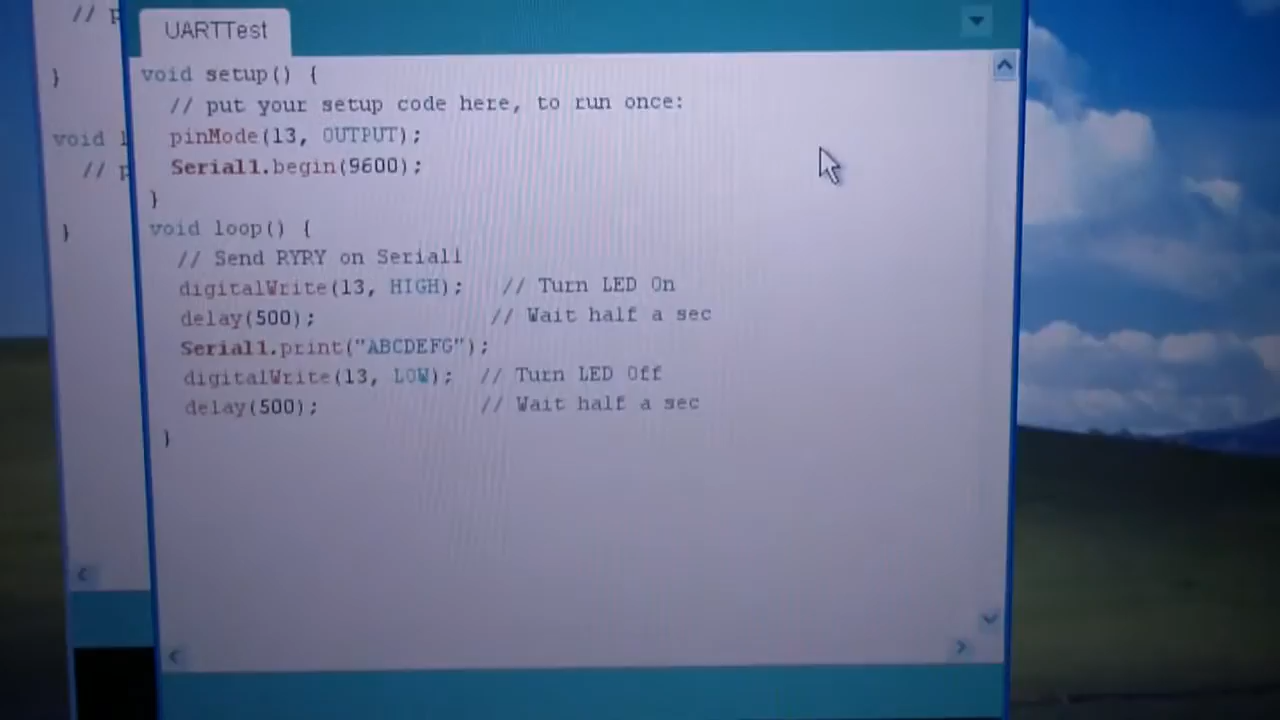 UARTTest
void setup() {
// put your setup code here, to run once:
pinMode(13, OUTPUT);
Serial1.begin(9600);
}
void loop() {
// Send RYRY on Serial1
digitalWrite(13, HIGH); // Turn LED On
delay(500); // Wait half a sec
Serial1.print("ABCDEFG");
digitalWrite(13, LOW); // Turn LED Off
delay(500); // Wait half a sec
}
// p
}
void l
// p
}